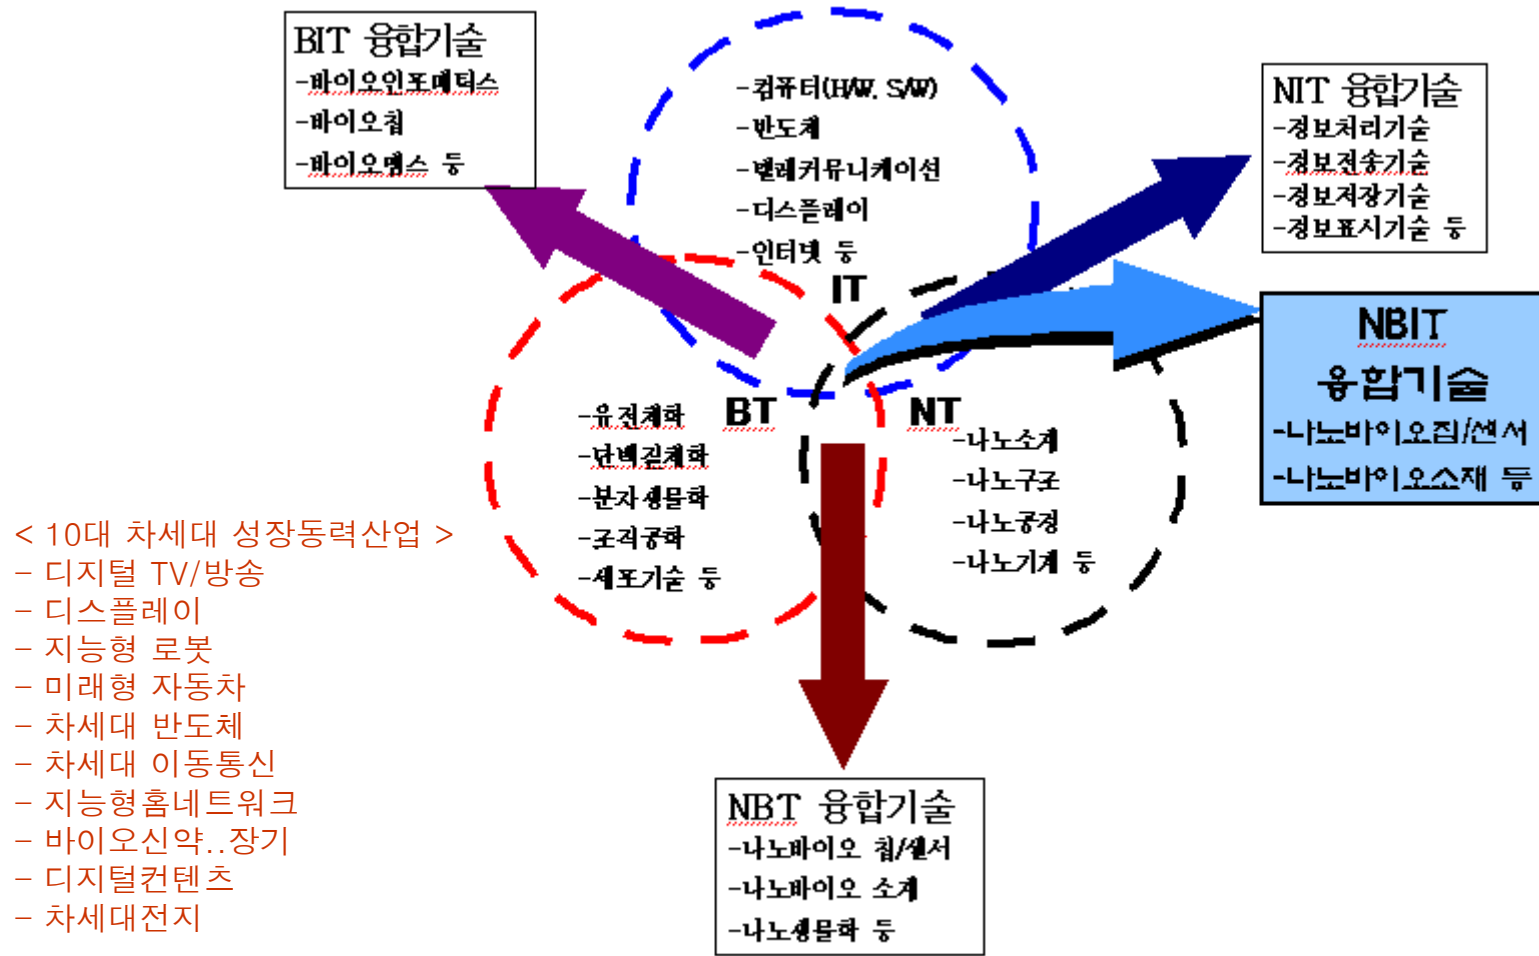 BIT 융합기술
-바이오인포메틱스
-바이오칩
-바이오멤스 등
-컴퓨터(H/W, S/W)
-반도체
-텔레커뮤니케이션
-디스플레이
-인터넷 등
IT
NIT 융합기술
-정보처리기술
-정보전송기술
-정보저장기술
-정보표시기술 등
NBIT
융합기술
-나노바이오칩/센서
-나노바이오소재 등
BT
-유전체학
-단백질체학
-분자생물학
-조직공학
-세포기술 등
NT
-나노소재
-나노구조
-나노공정
-나노기계 등
< 10대 차세대 성장동력산업 >
- 디지털 TV/방송
- 디스플레이
- 지능형 로봇
- 미래형 자동차
- 차세대 반도체
- 차세대 이동통신
- 지능형홈네트워크
- 바이오신약..장기
- 디지털컨텐츠
- 차세대전지
NBT 융합기술
-나노바이오 칩/센서
-나노바이오 소재
-나노생물학 등